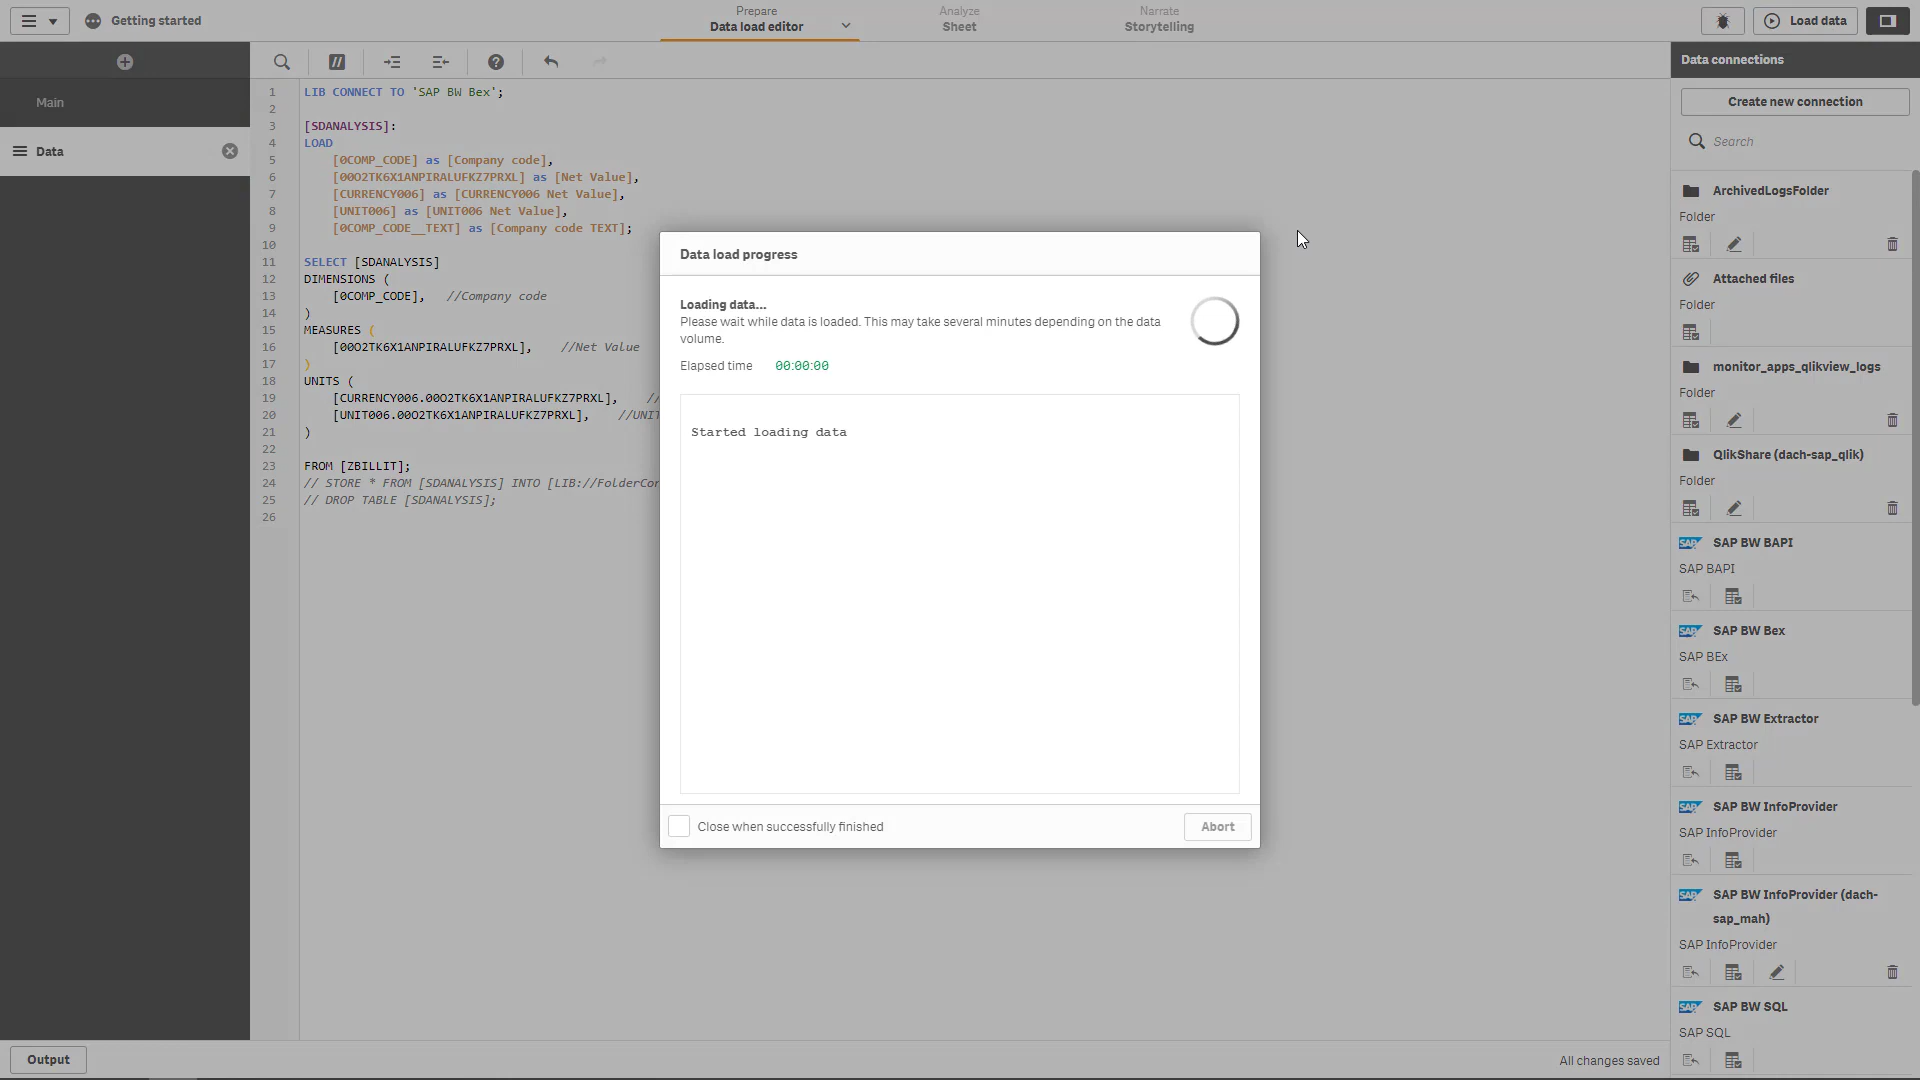 Getting started
Prepare
Data load editor
Analyze
Sheet
Narrate
Storytelling
Load data
Main
Data
1 LIB CONNECT TO 'SAP BW Bex';
2
3 [SDANALYSIS]:
4 LOAD
5 [0COMP_CODE] as [Company code],
6 [00O2TK6X1ANPIRALUFKZ7PRXL] as [Net Value],
7 [CURRENCY006] as [CURRENCY006 Net Value],
8 [UNIT006] as [UNIT006 Net Value],
9 [0COMP_CODE__TEXT] as [Company code TEXT];
10
11 SELECT [SDANALYSIS]
12 DIMENSIONS (
13 [0COMP_CODE], //Company code
14 )
15 MEASURES (
16 [00O2TK6X1ANPIRALUFKZ7PRXL], //Net Value
17 )
18 UNITS (
19 [CURRENCY006.00O2TK6X1ANPIRALUFKZ7PRXL], //
20 [UNIT006.00O2TK6X1ANPIRALUFKZ7PRXL], //UNIT
21 )
22
23 FROM [ZBILLIT];
24 // STORE * FROM [SDANALYSIS] INTO [LIB://FolderCon
25 // DROP TABLE [SDANALYSIS];
26
Data load progress
Loading data...
Please wait while data is loaded. This may take several minutes depending on the data
volume.
Elapsed time 00:00:00
Started loading data
Close when successfully finished
Abort
Data connections
Create new connection
Search
ArchivedLogsFolder
Folder
Attached files
Folder
monitor_apps_qlikview_logs
Folder
QlikShare (dach-sap_qlik)
Folder
SAP SAP BW BAPI
SAP BAPI
SAP SAP BW Bex
SAP BEx
SAP SAP BW Extractor
SAP Extractor
SAP SAP BW InfoProvider
SAP InfoProvider
SAP SAP BW InfoProvider (dach-
sap_mah)
SAP InfoProvider
SAP SAP BW SQL
SAP SQL
Output
All changes saved